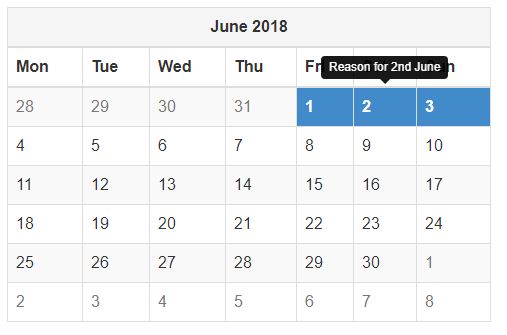 June 2018
Reason for 2nd June
Mon Tue Wed Thu
28 29 30 31 1 2 3
4 5 6 7 8 9 10
11 12 13 14 15 16 17
18 19 20 21 22 23 24
25 26 27 28 29 30 1
2 3 4 5 6 7 8